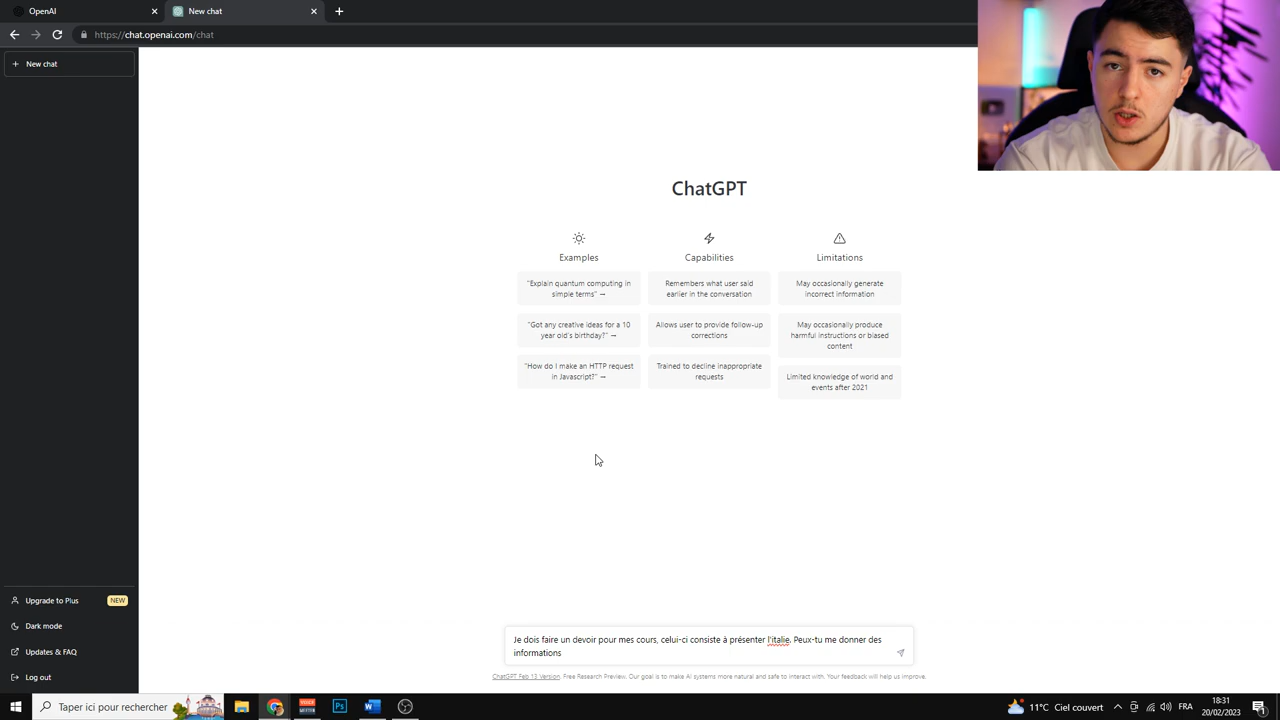 OpenAI
New chat
https://chat.openai.com/chat
New chat
ChatGPT
Examples
Capabilities
Limitations
"Explain quantum computing in
simple terms" →
Remembers what user said
earlier in the conversation
May occasionally generate
incorrect information
"Got any creative ideas for a 10
year old's birthday?" →
Allows user to provide follow-up
corrections
May occasionally produce
harmful instructions or biased
content
"How do I make an HTTP request
in Javascript?" →
Trained to decline inappropriate
requests
Limited knowledge of world and
events after 2021
Upgrade to Plus
NEW
Dark mode
Updates & FAQ
Log out
Je dois faire un devoir pour mes cours, celui-ci consiste à présenter l'italie. Peux-tu me donner des
informations
ChatGPT Feb 13 Version. Free Research Preview. Our goal is to make AI systems more natural and safe to interact with. Your feedback will help us improve.
Taper ici pour rechercher
11°C Ciel couvert
FRA
18:31
20/02/2023